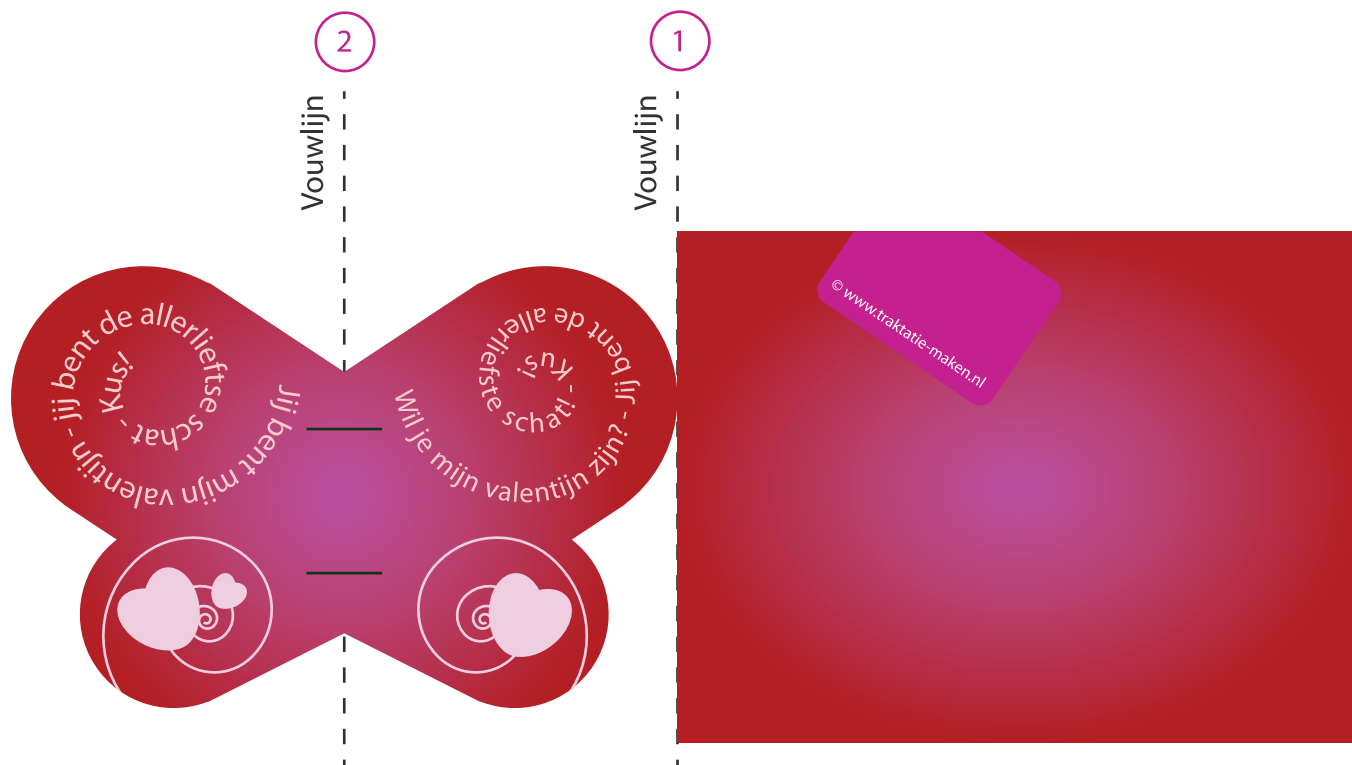 2
1
Vouwlijn
Vouwlijn
Jij bent mijn valentijn - Jij bent de allerlieftse schat - Kus!
Wil je mijn valentijn zijn? - Jij bent de allerliefste schat! - Kus!
© www.traktatie-maken.nl